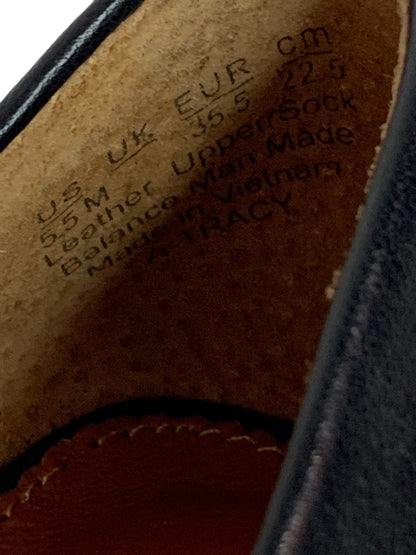 US UK EUR cm
5.5 M 35.5 22.5
Leather Upper/Sock
Balance Man Made
Made in Vietnam
A-TRACY